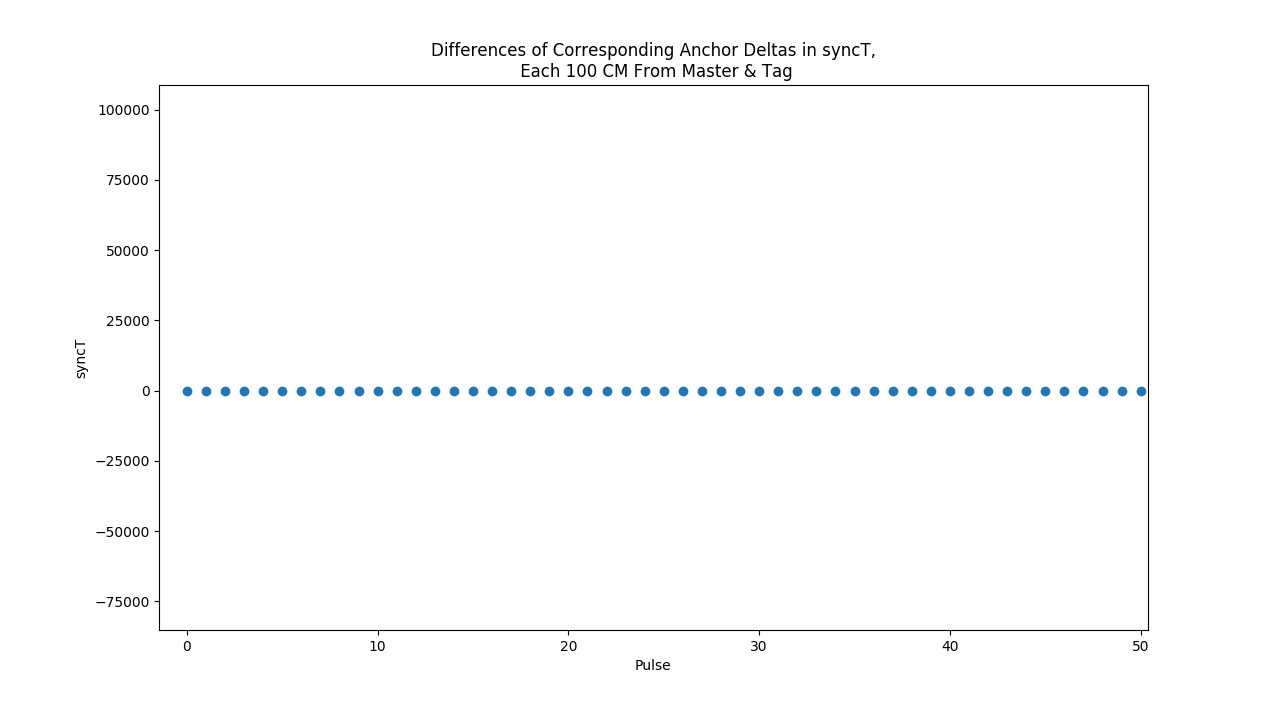 Differences of Corresponding Anchor Deltas in syncT,
Each 100 CM From Master & Tag
100000
75000
50000
25000
0
−25000
−50000
−75000
syncT
0 10 20 30 40 50
Pulse